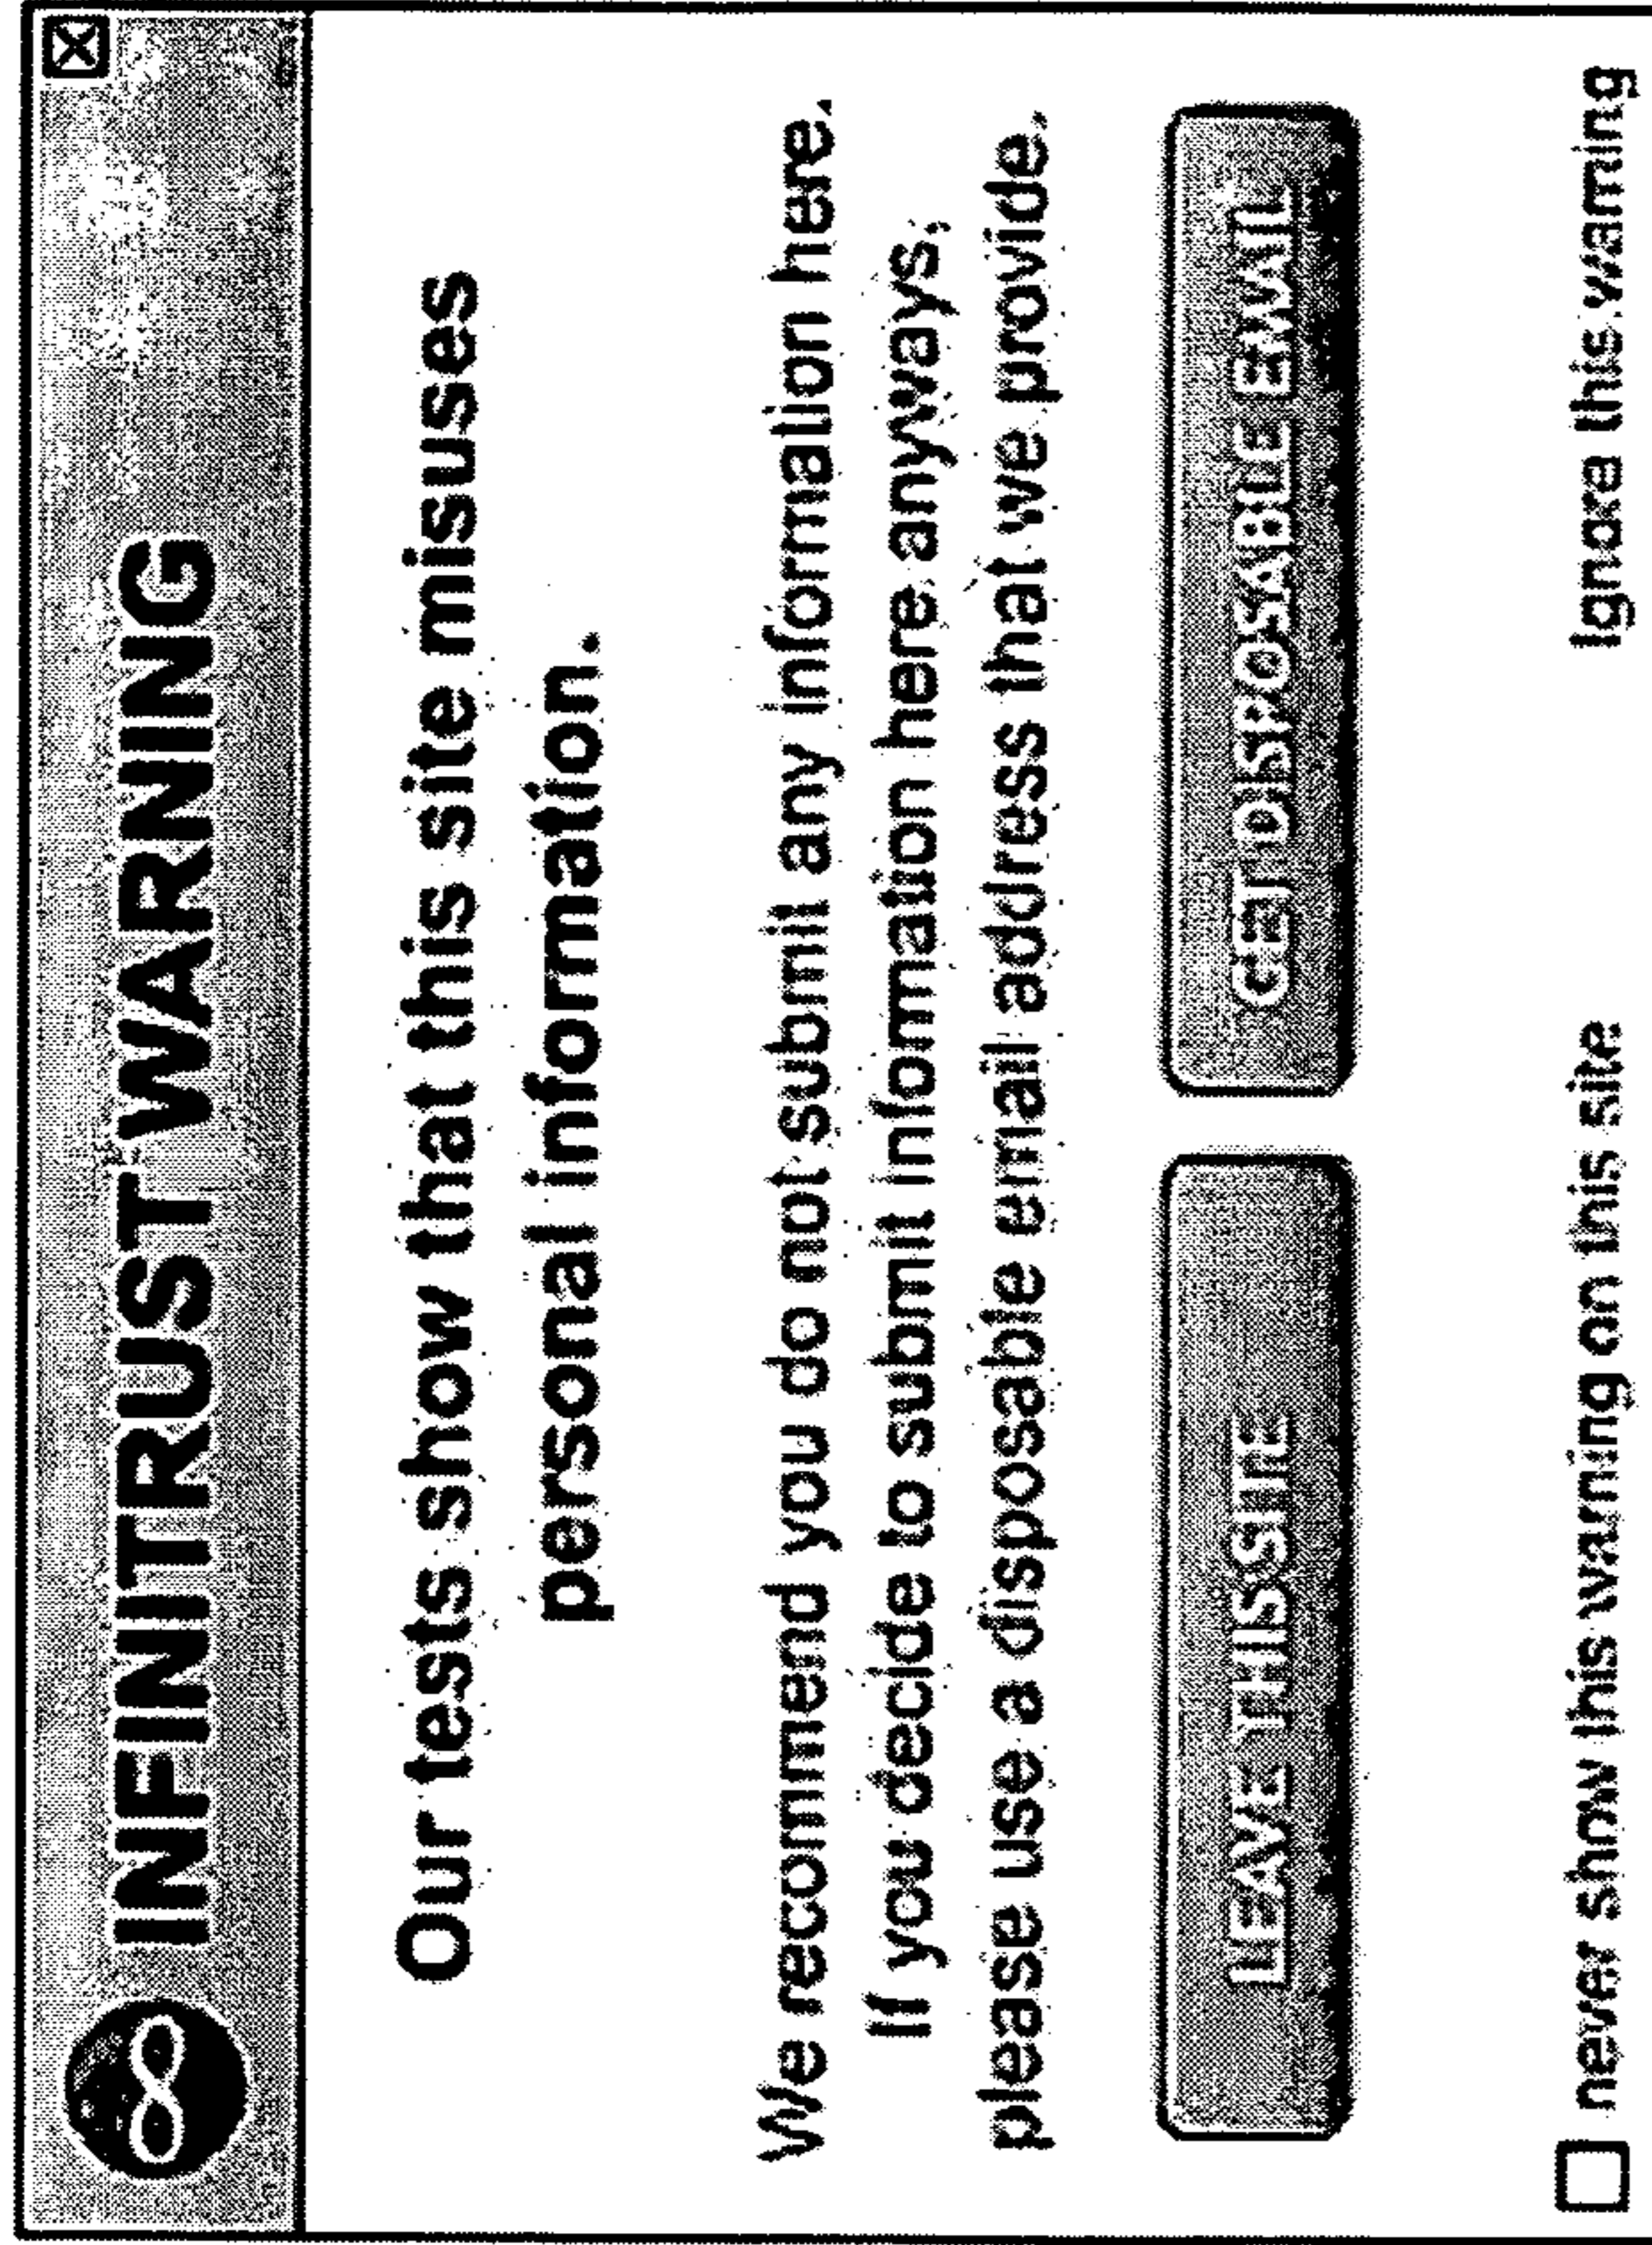 INFINITRUST WARNING
Our tests show that this site misuses
personal information.
We recommend you do not submit any information here.
If you decide to submit information here anyways,
please use a disposable email address that we provide.
LEAVE THIS SITE
GET DISPOSABLE EMAIL
never show this warning on this site
Ignore this warning